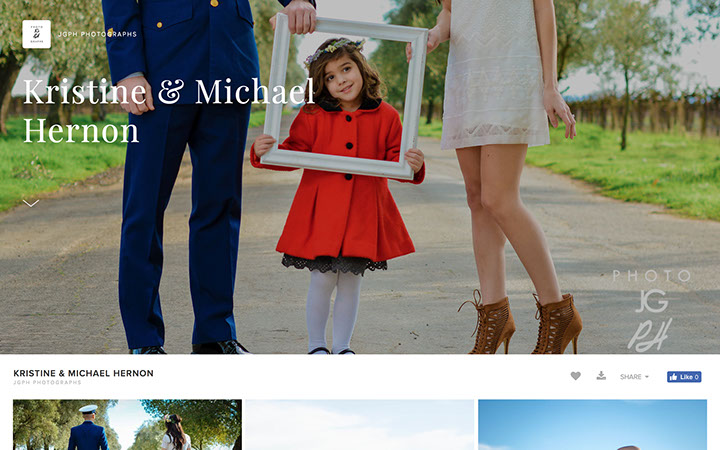 JGPH PHOTOGRAPHS
Kristine & Michael
Hernon
PHOTO
JG
PH
KRISTINE & MICHAEL HERNON
JGPH PHOTOGRAPHS
SHARE
Like 0